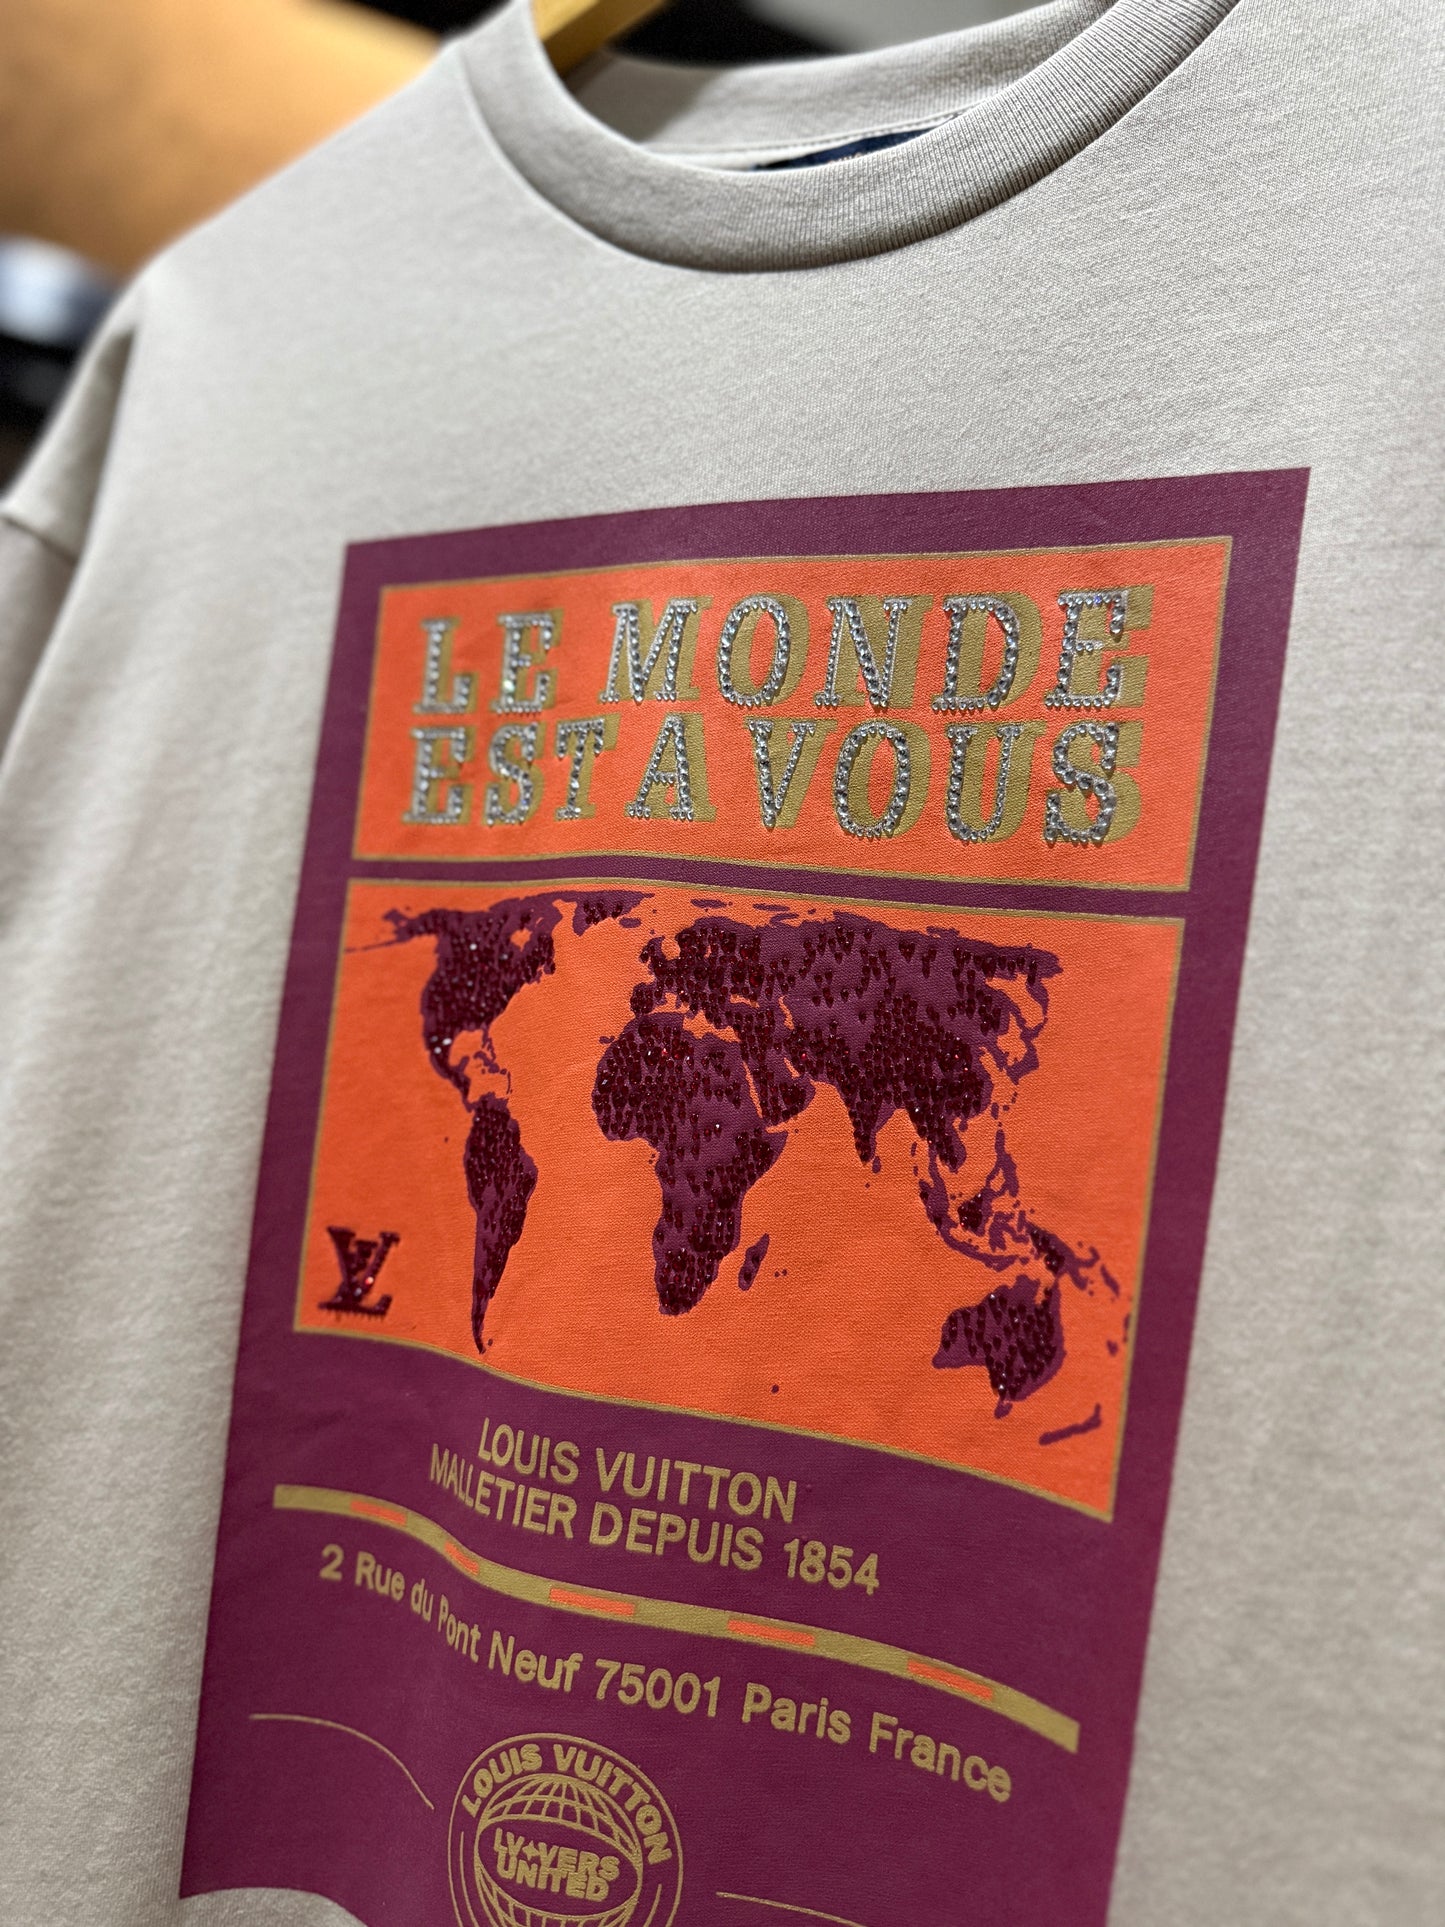 LE MONDE
EST A VOUS
LV
LOUIS VUITTON
MALLETIER DEPUIS 1854
2 Rue du Pont Neuf 75001 Paris France
LOUIS VUITTON
LV✦VERS
UNITED